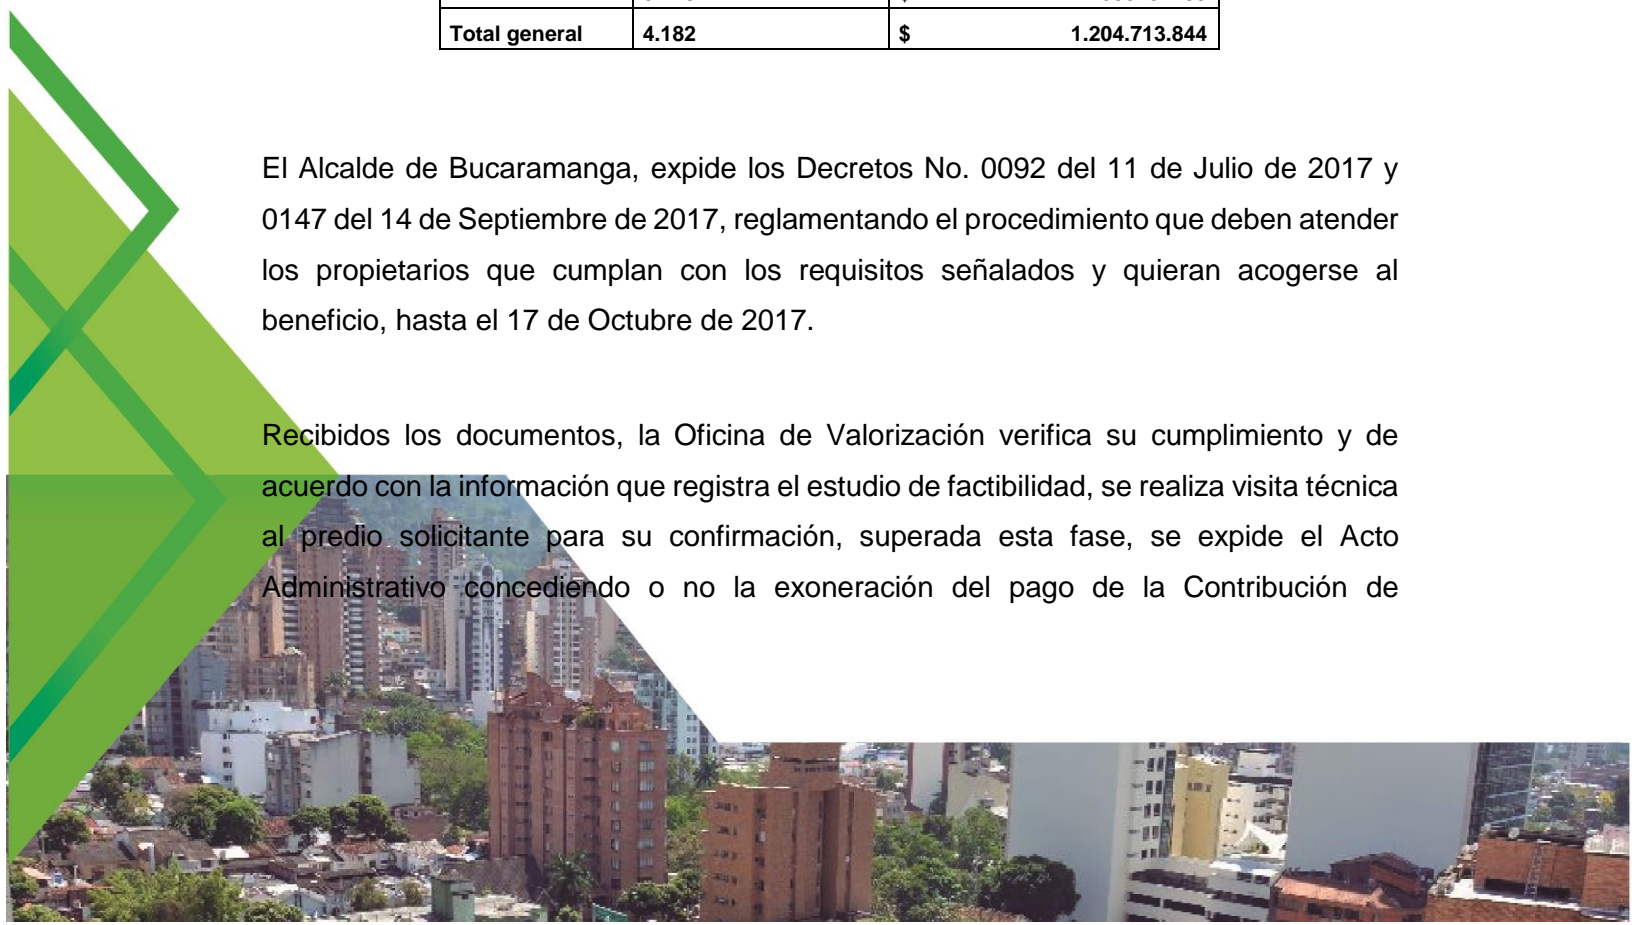 $
Total general 4.182 $ 1.204.713.844
El Alcalde de Bucaramanga, expide los Decretos No. 0092 del 11 de Julio de 2017 y
0147 del 14 de Septiembre de 2017, reglamentando el procedimiento que deben atender
los propietarios que cumplan con los requisitos señalados y quieran acogerse al
beneficio, hasta el 17 de Octubre de 2017.
Recibidos los documentos, la Oficina de Valorización verifica su cumplimiento y de
acuerdo con la información que registra el estudio de factibilidad, se realiza visita técnica
al predio solicitante para su confirmación, superada esta fase, se expide el Acto
Administrativo concediendo o no la exoneración del pago de la Contribución de